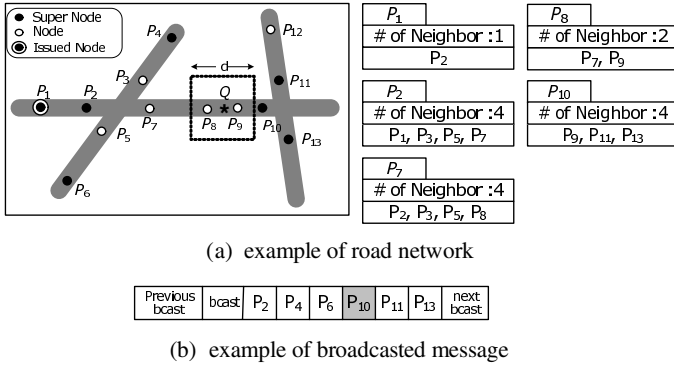 Super Node
Node
Issued Node
P4
P12
P3
d
Q
P11
P1
P2
P7
P8
P9
P10
P5
P13
P6
P1
# of Neighbor :1
P2
P8
# of Neighbor :2
P7, P9
P2
# of Neighbor :4
P1, P3, P5, P7
P10
# of Neighbor :4
P9, P11, P13
P7
# of Neighbor :4
P2, P3, P5, P8
(a) example of road network
Previous bcast
bcast
P2
P4
P6
P10
P11
P13
next bcast
(b) example of broadcasted message